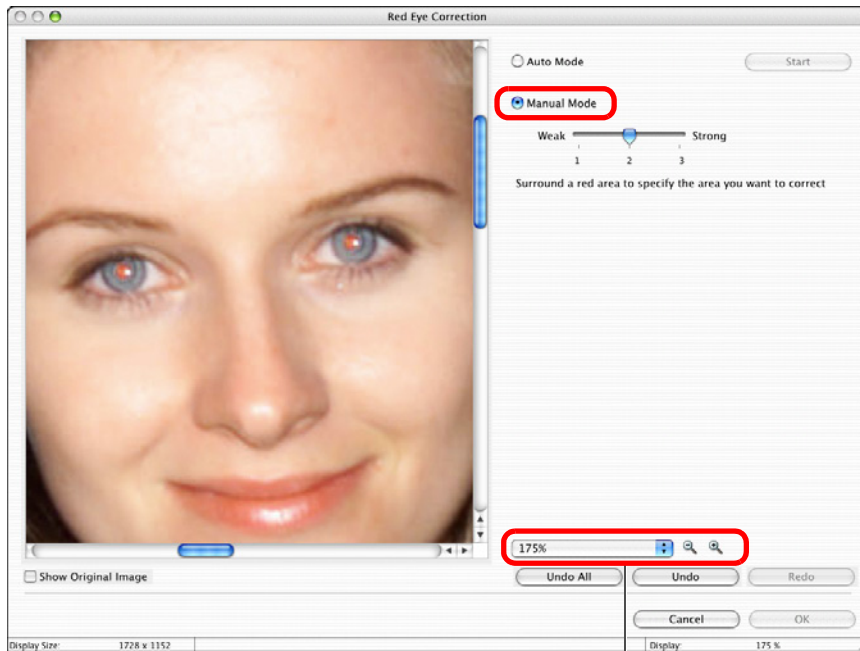 Red Eye Correction
Auto Mode
Start
Manual Mode
Weak
Strong
1 2 3
Surround a red area to specify the area you want to correct
175%
Show Original Image
Undo All
Undo
Redo
Cancel
OK
Display Size: 1728 x 1152
Display: 175 %